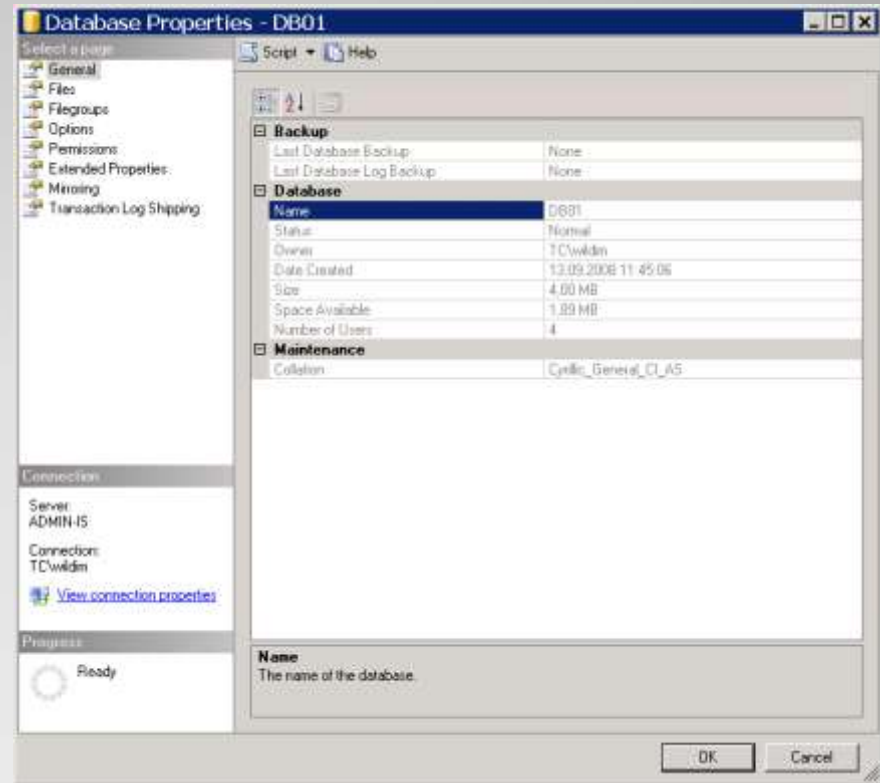 Database Properties - DB01
Select a page
General
Files
Filegroups
Options
Permissions
Extended Properties
Mirroring
Transaction Log Shipping
Script Help
Backup
Last Database Backup None
Last Database Log Backup None
Database
Name DB01
Status Normal
Owner TC\wildim
Date Created 13.09.2008 11:45:06
Size 4.00 MB
Space Available 1.89 MB
Number of Users 4
Maintenance
Collation Cyrillic_General_CI_AS
Connection
Server:
ADMIN-IS
Connection:
TC\wildim
View connection properties
Progress
Ready
Name
The name of the database.
OK Cancel